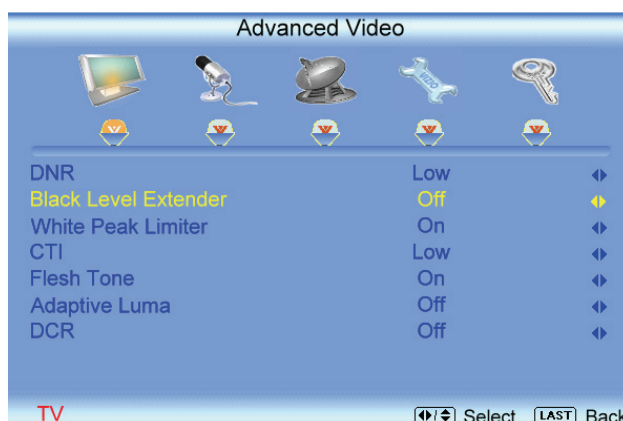 Advanced Video
VIZIO
DNR Low
Black Level Extender Off
White Peak Limiter On
CTI Low
Flesh Tone On
Adaptive Luma Off
DCR Off
TV Select LAST Back